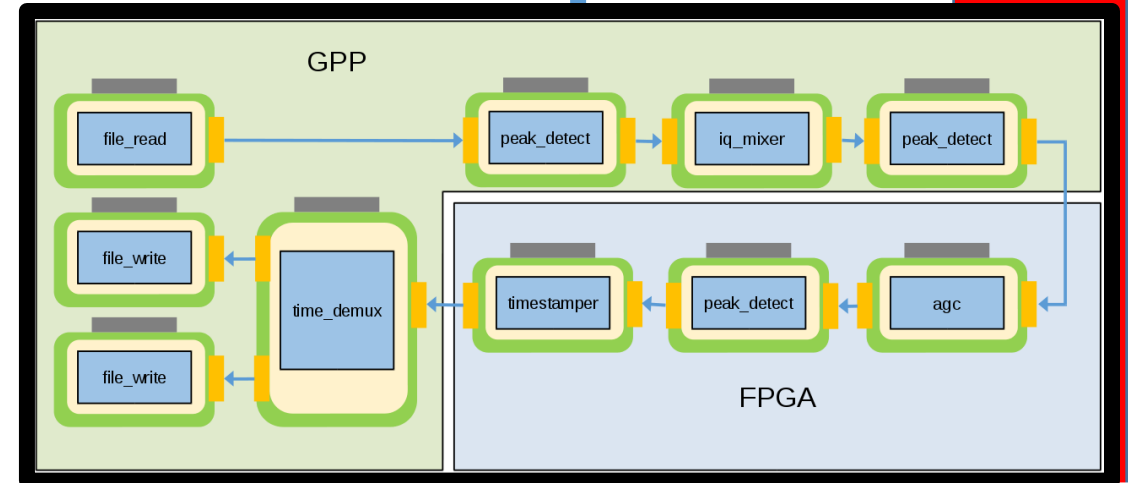 GPP
file_read
peak_detect
iq_mixer
peak_detect
file_write
time_demux
timestamper
peak_detect
agc
file_write
FPGA